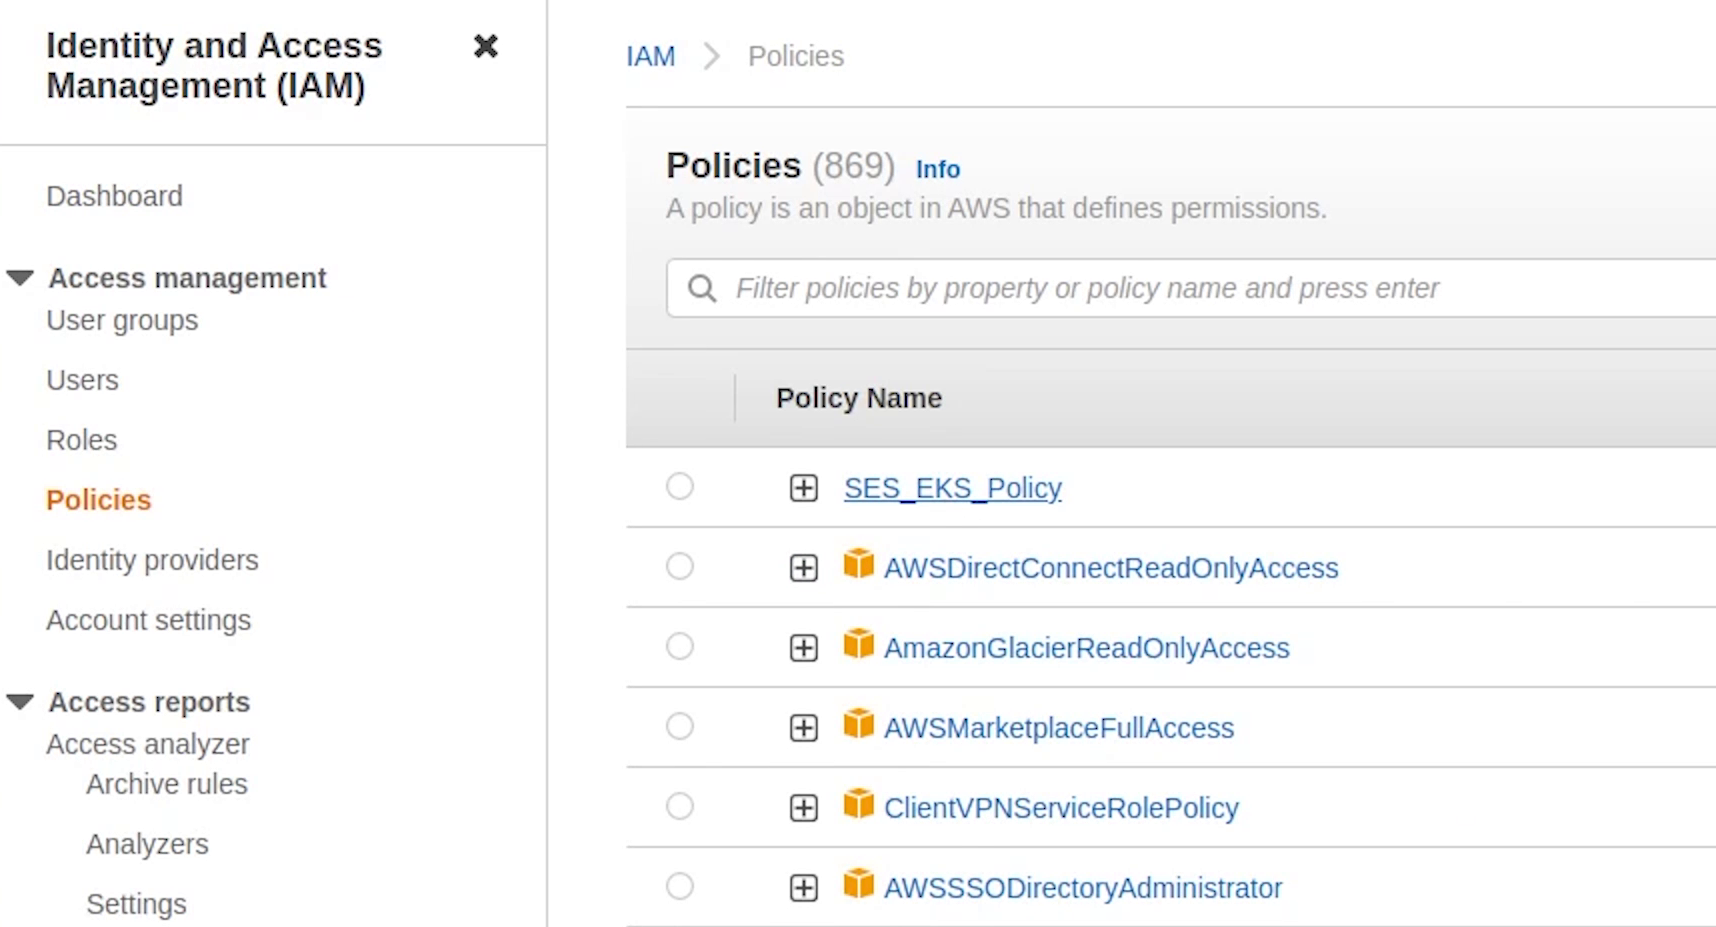 Identity and Access
Management (IAM)
Dashboard
Access management
User groups
Users
Roles
Policies
Identity providers
Account settings
Access reports
Access analyzer
Archive rules
Analyzers
Settings
IAM > Policies
Policies (869) Info
A policy is an object in AWS that defines permissions.
Filter policies by property or policy name and press enter
Policy Name
SES_EKS_Policy
AWSDirectConnectReadOnlyAccess
AmazonGlacierReadOnlyAccess
AWSMarketplaceFullAccess
ClientVPNServiceRolePolicy
AWSSSODirectoryAdministrator